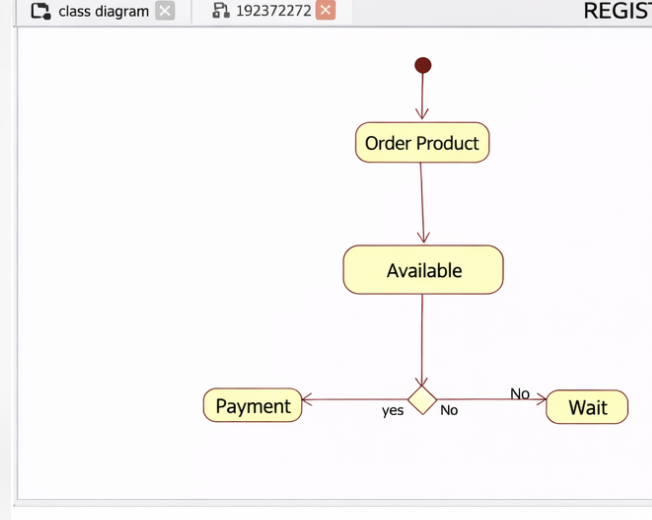 class diagram
192372272
REGIST
Order Product
Available
Payment
yes
No
No
Wait